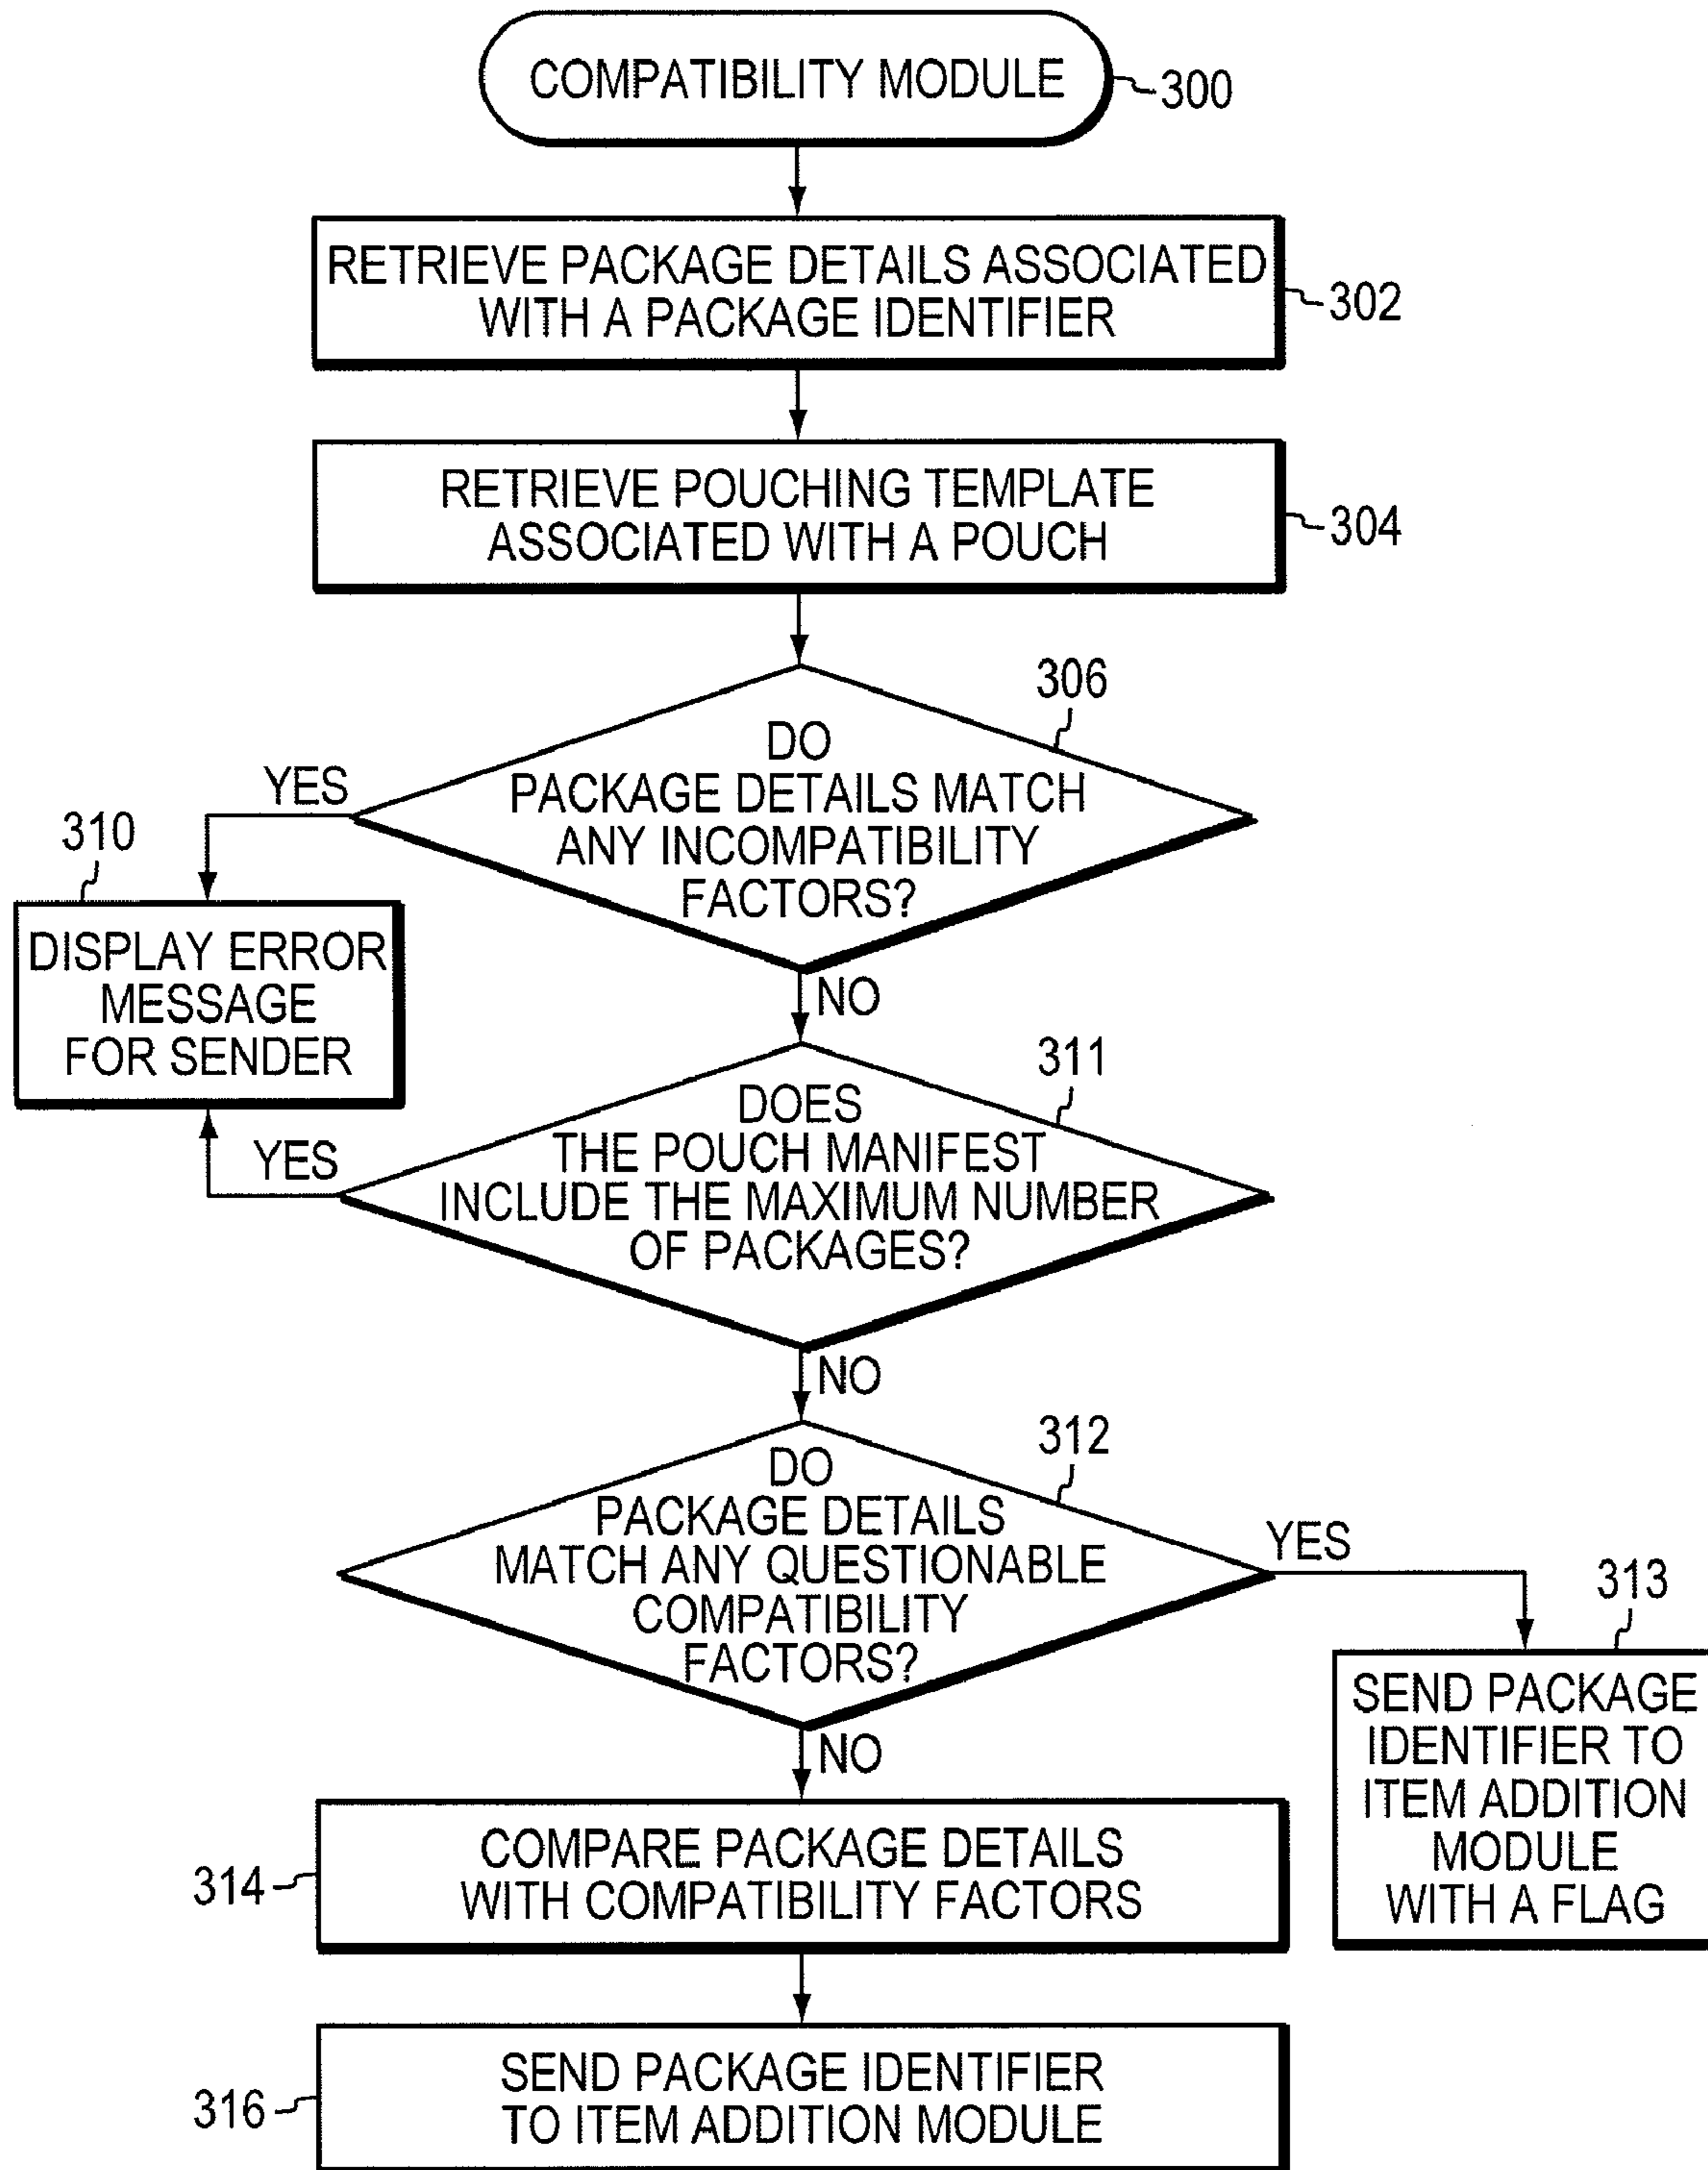 COMPATIBILITY MODULE
300
RETRIEVE PACKAGE DETAILS ASSOCIATED
WITH A PACKAGE IDENTIFIER
302
RETRIEVE POUCHING TEMPLATE
ASSOCIATED WITH A POUCH
304
306
DO
PACKAGE DETAILS MATCH
ANY INCOMPATIBILITY
FACTORS?
YES
310
DISPLAY ERROR
MESSAGE
FOR SENDER
NO
311
DOES
THE POUCH MANIFEST
INCLUDE THE MAXIMUM NUMBER
OF PACKAGES?
YES
NO
312
DO
PACKAGE DETAILS
MATCH ANY QUESTIONABLE
COMPATIBILITY
FACTORS?
YES
313
SEND PACKAGE
IDENTIFIER TO
ITEM ADDITION
MODULE
WITH A FLAG
NO
314
COMPARE PACKAGE DETAILS
WITH COMPATIBILITY FACTORS
316
SEND PACKAGE IDENTIFIER
TO ITEM ADDITION MODULE